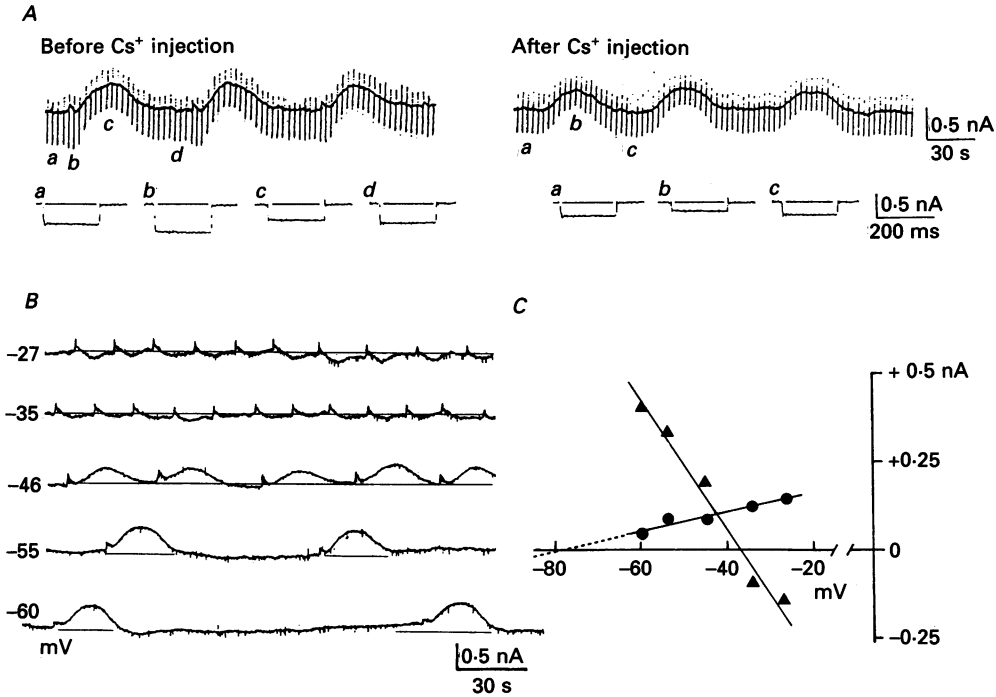 A
Before Cs+ injection
After Cs+ injection
a b c d
a b c
0·5 nA
30 s
a b c d
a b c
0·5 nA
200 ms
B
–27
–35
–46
–55
–60
mV
0·5 nA
30 s
C
+ 0·5 nA
+0·25
0
–0·25
–80 –60 –40 –20
mV